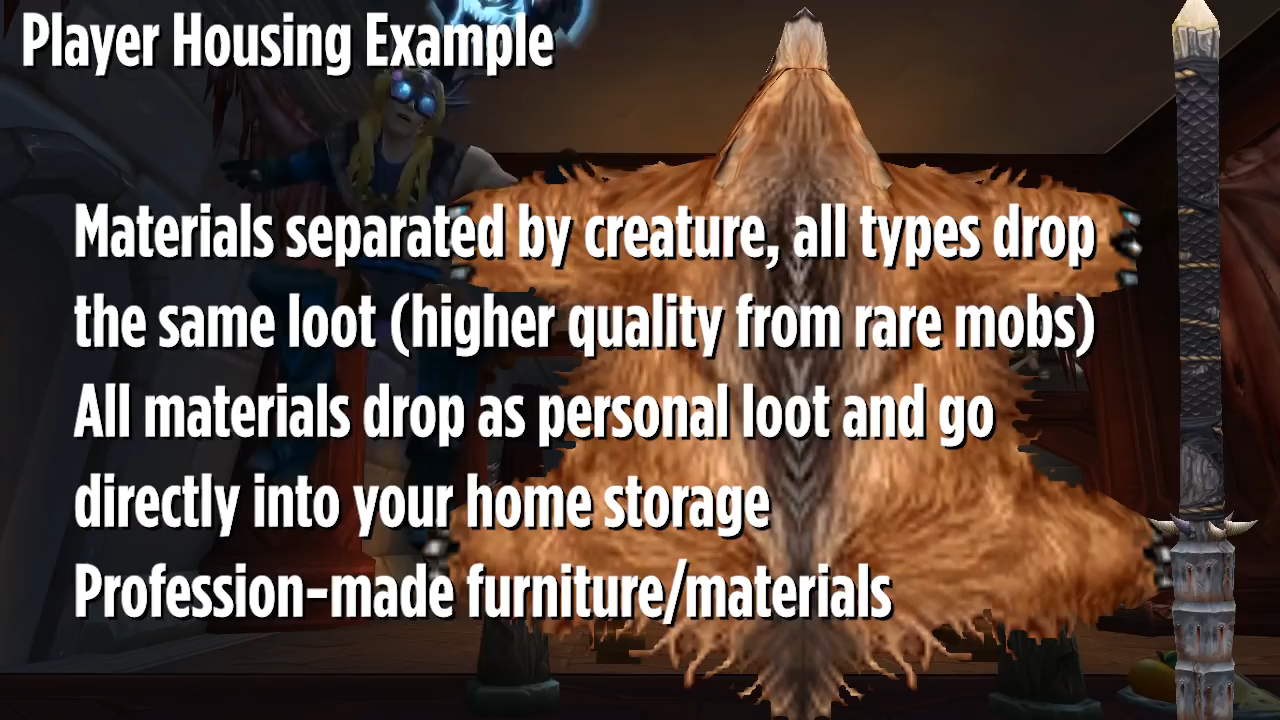 Player Housing Example
Materials separated by creature, all types drop
the same loot (higher quality from rare mobs)
All materials drop as personal loot and go
directly into your home storage
Profession-made furniture/materials